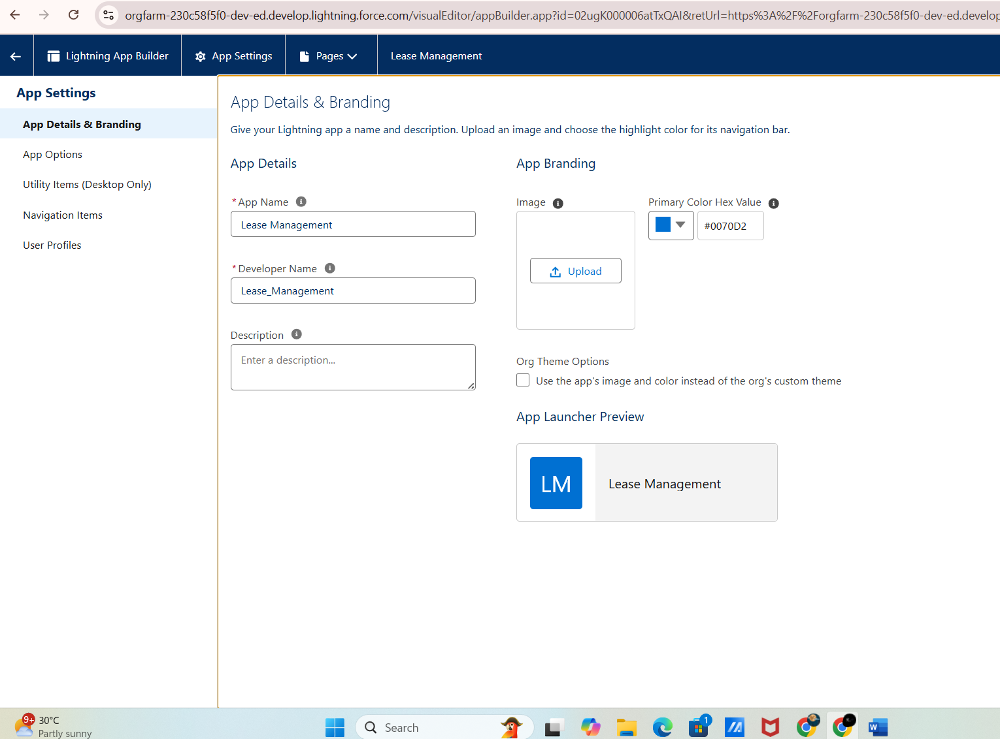 orgfarm-230c58f5f0-dev-ed.develop.lightning.force.com/visualEditor/appBuilder.app?id=02ugK000006atTxQAI&retUrl=https%3A%2F%2Forgfarm-230c58f5f0-dev-ed.develop
Lightning App Builder
App Settings
Pages
Lease Management
App Settings
App Details & Branding
App Options
Utility Items (Desktop Only)
Navigation Items
User Profiles
App Details & Branding
Give your Lightning app a name and description. Upload an image and choose the highlight color for its navigation bar.
App Details
*App Name
Lease Management
*Developer Name
Lease_Management
Description
Enter a description...
App Branding
Image
Upload
Primary Color Hex Value
#0070D2
Org Theme Options
Use the app's image and color instead of the org's custom theme
App Launcher Preview
LM
Lease Management
9+
30°C
Partly sunny
Search
1
W